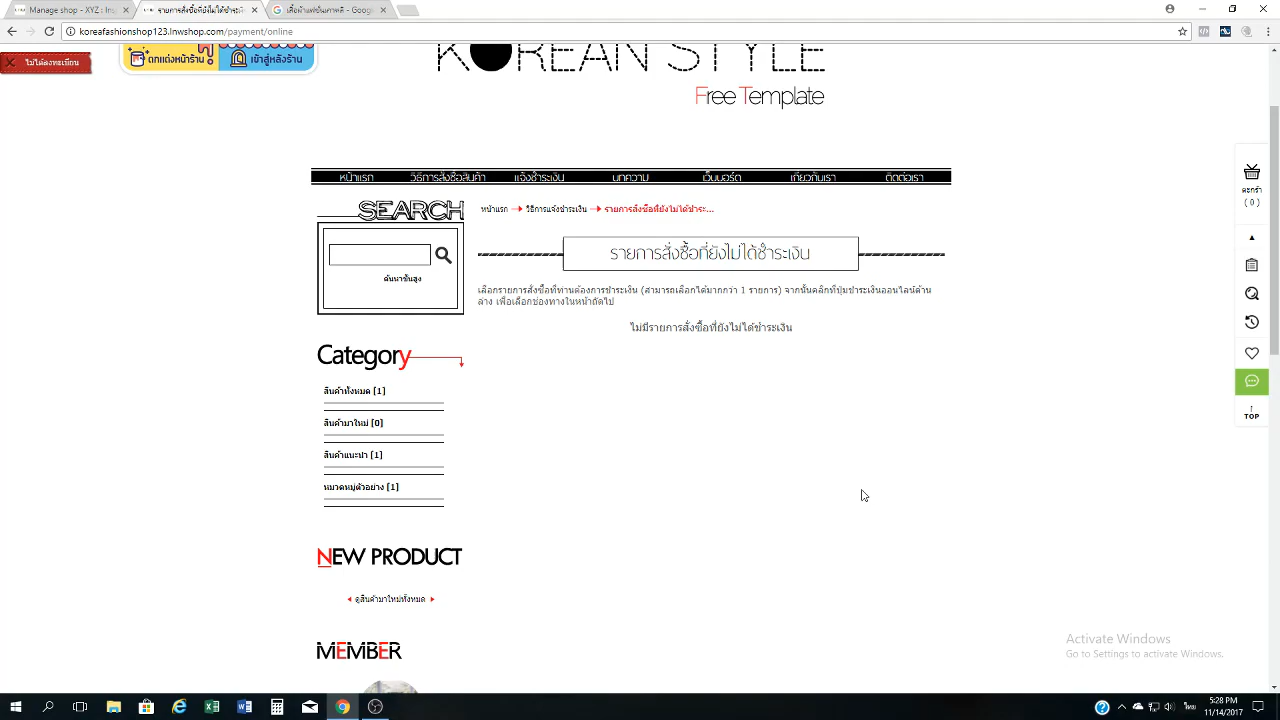 Manage shop - XYZ : Ins
รายการสั่งซื้อที่ยังไม่ได้ชำระเงิ
เสื้อผ้าแฟชั่นเกาหลี - Goog
koreafashionshop123.lnwshop.com/payment/online
ไม่ได้จดทะเบียน
ตกแต่งหน้าร้าน
เข้าสู่หลังร้าน
KOREAN STYLE
Free Template
หน้าแรก
วิธีการสั่งซื้อสินค้า
แจ้งชำระเงิน
บทความ
เว็บบอร์ด
เกี่ยวกับเรา
ติดต่อเรา
ตะกร้า
( 0 )
SEARCH
หน้าแรก วิธีการแจ้งชำระเงิน รายการสั่งซื้อที่ยังไม่ได้ชำระ...
รายการสั่งซื้อที่ยังไม่ได้ชำระเงิน
ค้นหาขั้นสูง
เลือกรายการสั่งซื้อที่ท่านต้องการชำระเงิน (สามารถเลือกได้มากกว่า 1 รายการ) จากนั้นคลิกที่ปุ่มชำระเงินออนไลน์ด้าน
ล่าง เพื่อเลือกช่องทางในหน้าถัดไป
ไม่มีรายการสั่งซื้อที่ยังไม่ได้ชำระเงิน
Category
สินค้าทั้งหมด [1]
สินค้ามาใหม่ [0]
สินค้าแนะนำ [1]
หมวดหมู่ตัวอย่าง [1]
TOP
NEW PRODUCT
ดูสินค้ามาใหม่ทั้งหมด
MEMBER
Activate Windows
Go to Settings to activate Windows.
ไทย
5:28 PM
11/14/2017